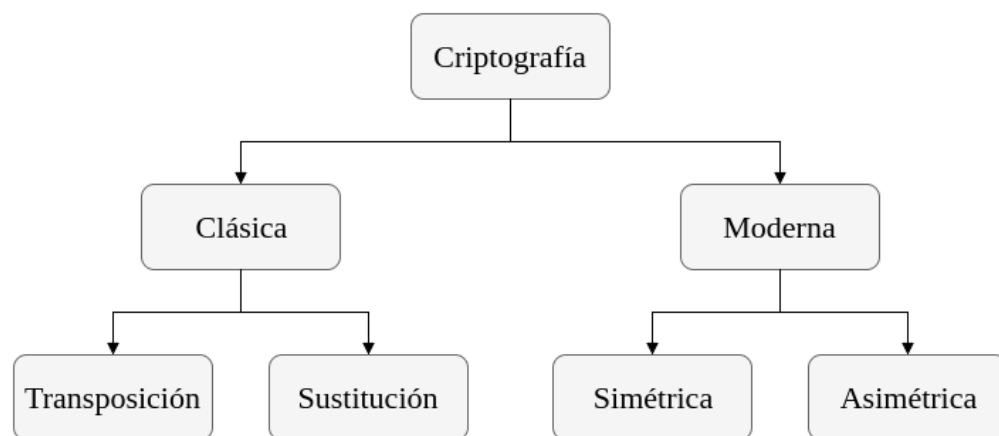 Criptografía
Clásica
Moderna
Transposición
Sustitución
Simétrica
Asimétrica